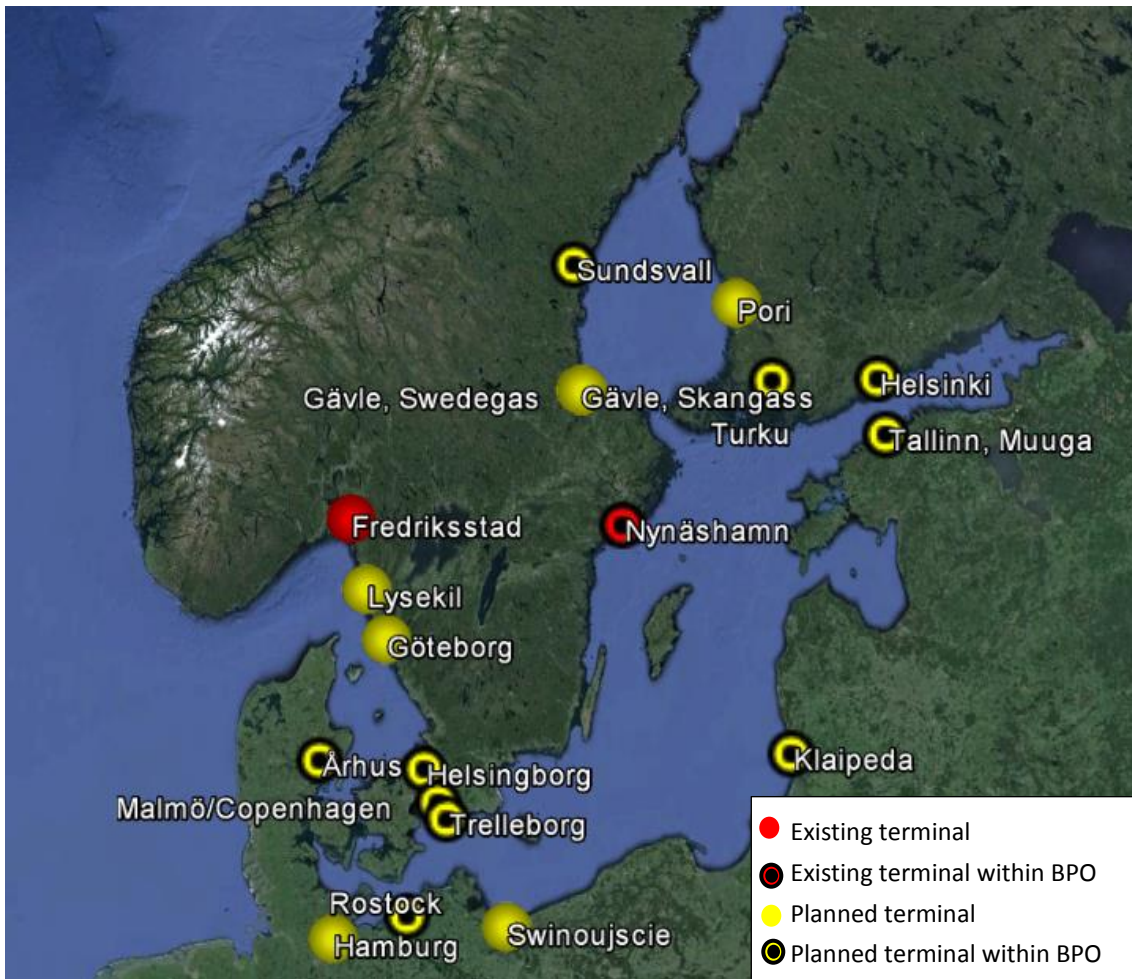 Sundsvall
Pori
Gävle, Swedegas
Gävle, Skangass
Helsinki
Turku
Tallinn, Muuga
Fredriksstad
Nynäshamn
Lysekil
Göteborg
Århus
Helsingborg
Klaipeda
Malmö/Copenhagen
Trelleborg
Rostock
Hamburg
Swinoujscie
Existing terminal
Existing terminal within BPO
Planned terminal
Planned terminal within BPO